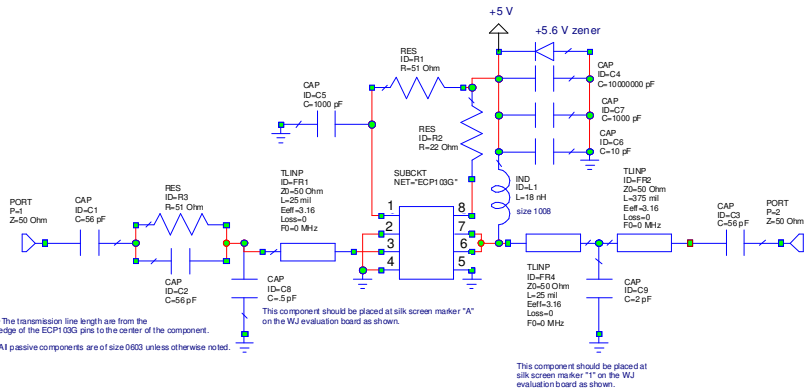 +5 V
+5.6 V zener
RES
ID=R1
R=51 Ohm
CAP
ID=C5
C=1000 pF
CAP
ID=C4
C=10000000 pF
CAP
ID=C7
C=1000 pF
CAP
ID=C6
C=10 pF
RES
ID=R2
R=22 Ohm
TLINP
ID=FR1
Z0=50 Ohm
L=25 mil
Eeff=3.16
Loss=0
F0=0 MHz
SUBCKT
NET="ECP103G"
IND
ID=L1
L=18 nH
size 1008
TLINP
ID=FR2
Z0=50 Ohm
L=375 mil
Eeff=3.16
Loss=0
F0=0 MHz
PORT
P=1
Z=50 Ohm
CAP
ID=C1
C=56 pF
RES
ID=R3
R=51 Ohm
1
2
3
4
8
7
6
5
CAP
ID=C3
C=56 pF
PORT
P=2
Z=50 Ohm
CAP
ID=C2
C=56 pF
CAP
ID=C8
C=.5 pF
TLINP
ID=FR4
Z0=50 Ohm
L=25 mil
Eeff=3.16
Loss=0
F0=0 MHz
CAP
ID=C9
C=2 pF
The transmission line length are from the
edge of the ECP103G pins to the center of the component.
All passive components are of size 0603 unless otherwise noted.
This component should be placed at silk screen marker "A"
on the WJ evaluation board as shown.
This component should be placed at
silk screen marker "1" on the WJ
evaluation board as shown.